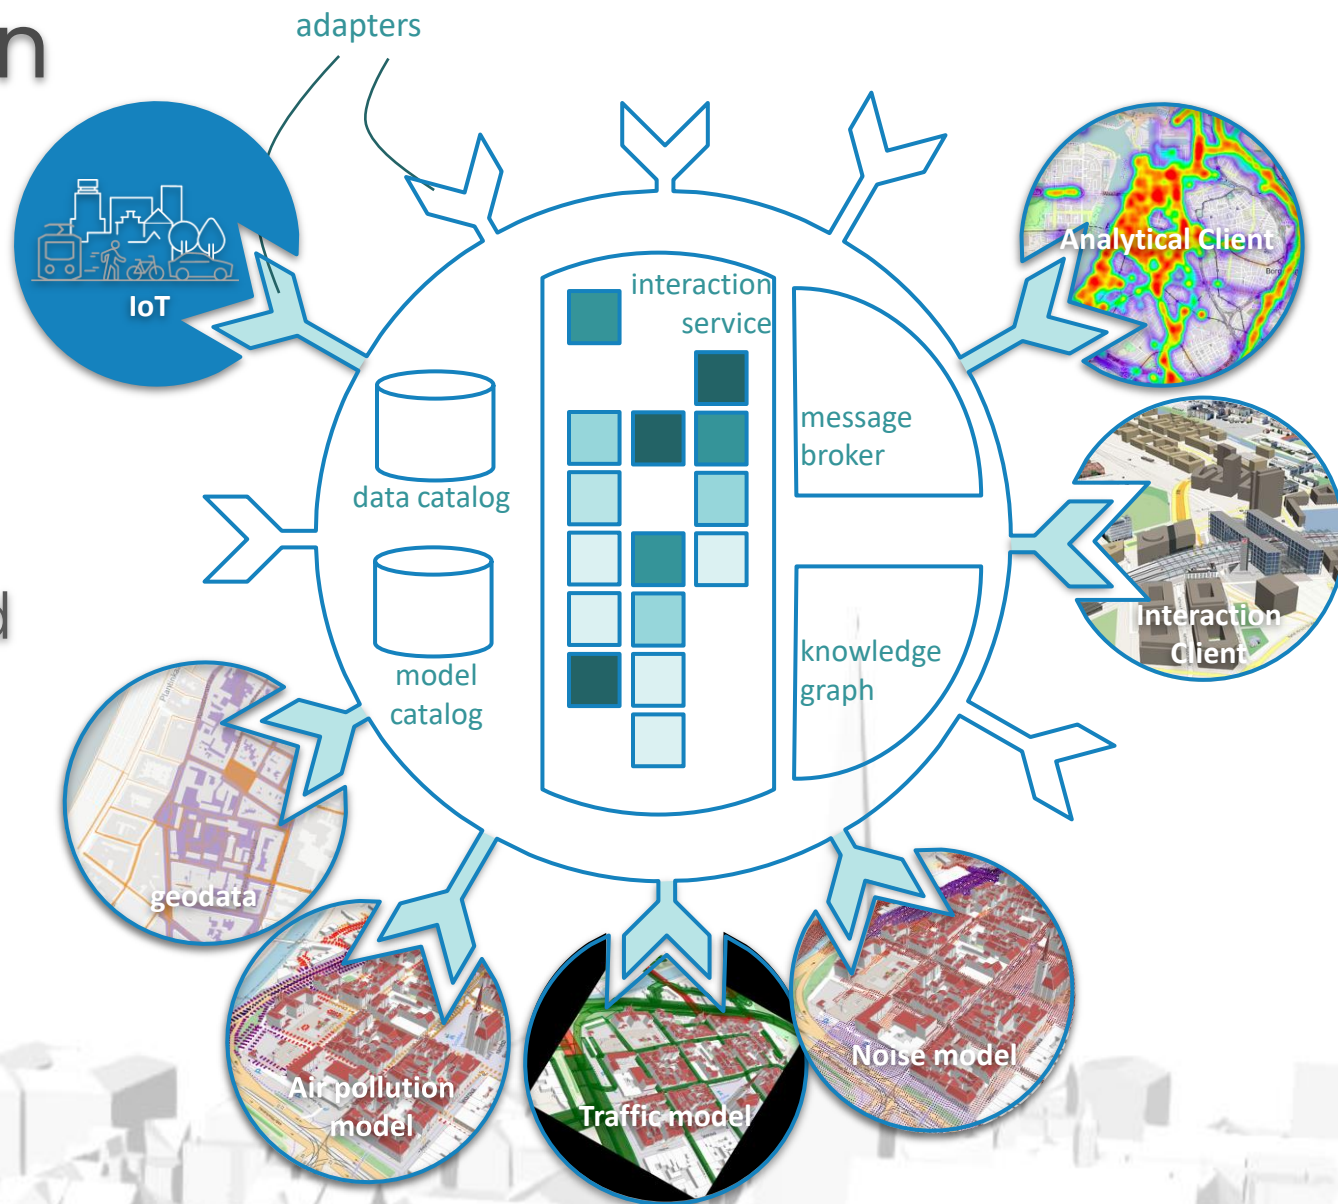 n
adapters
IoT
Analytical Client
interaction
service
message
broker
data catalog
Interaction
Client
d
model
catalog
knowledge
graph
geodata
Air pollution
model
Traffic model
Noise model